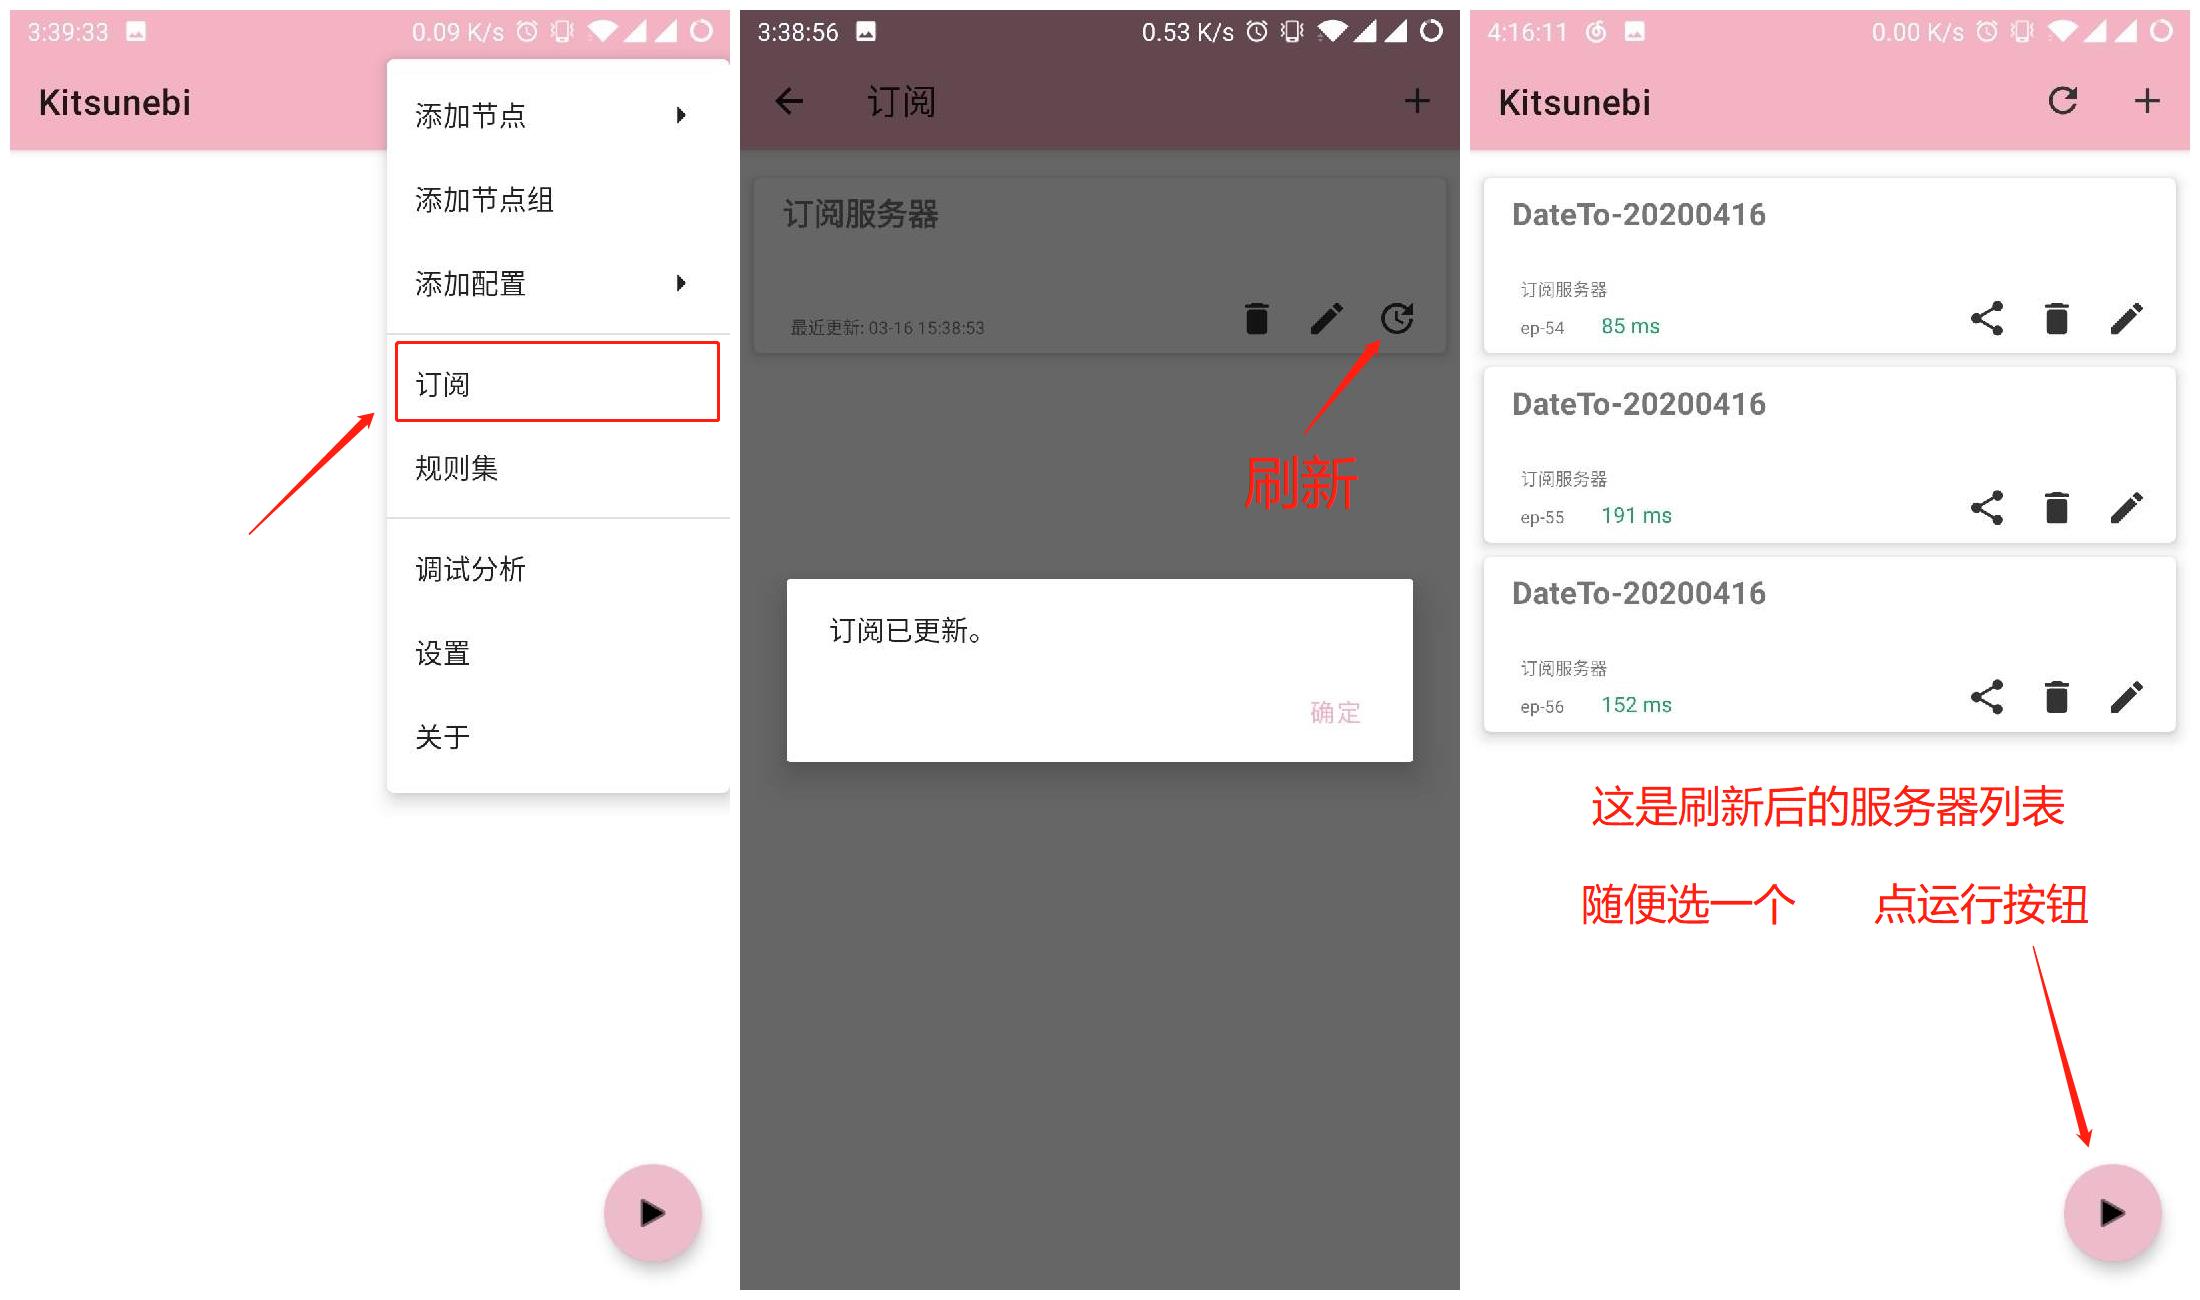 3:39:33
0.09 K/s
Kitsunebi
添加节点
添加节点组
添加配置
订阅
规则集
调试分析
设置
关于
3:38:56
0.53 K/s
订阅
订阅服务器
最近更新: 03-16 15:38:53
刷新
订阅已更新。
确定
4:16:11
0.00 K/s
Kitsunebi
DateTo-20200416
订阅服务器
ep-54 85 ms
DateTo-20200416
订阅服务器
ep-55 191 ms
DateTo-20200416
订阅服务器
ep-56 152 ms
这是刷新后的服务器列表
随便选一个 点运行按钮